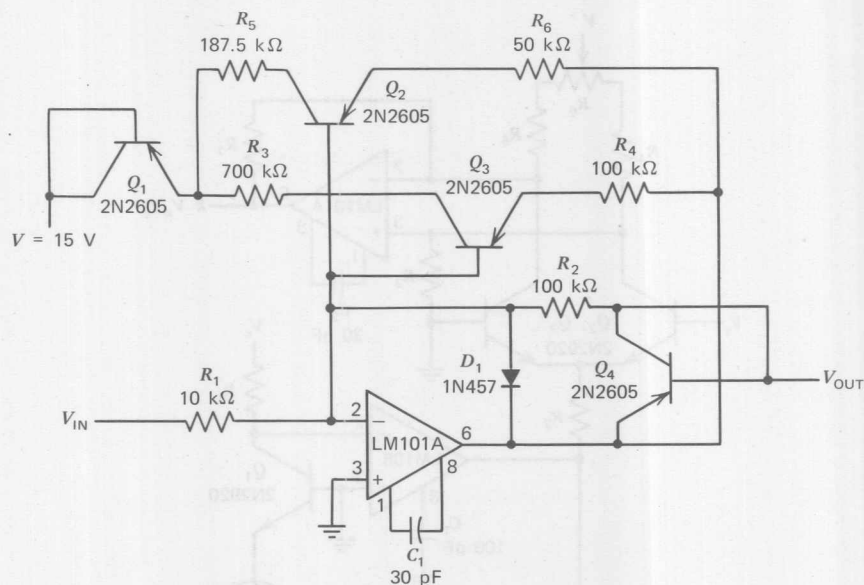 R5
187.5 kΩ
R6
50 kΩ
Q2
2N2605
Q1
2N2605
R3
700 kΩ
Q3
2N2605
R4
100 kΩ
V = 15 V
R2
100 kΩ
D1
1N457
Q4
2N2605
VOUT
R1
10 kΩ
VIN
2
−
LM101A
6
3
+
8
1
C1
30 pF